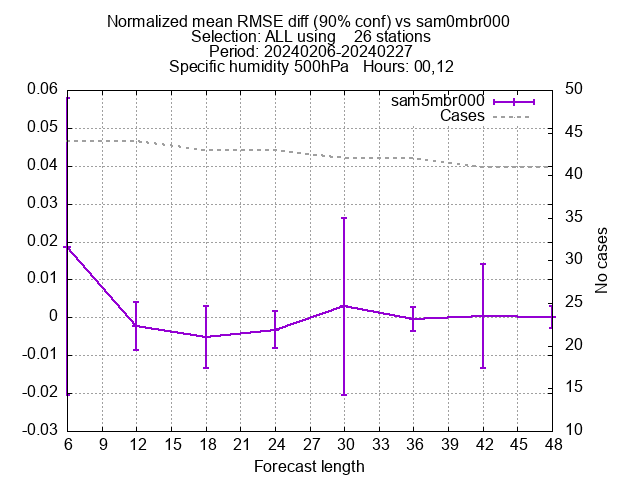 Normalized mean RMSE diff (90% conf) vs sam0mbr000
Selection: ALL using    26 stations
Period: 20240206-20240227
Specific humidity 500hPa   Hours: 00,12
sam5mbr000
Cases
0.06
0.05
0.04
0.03
0.02
0.01
0
-0.01
-0.02
-0.03
50
45
40
35
30
25
20
15
10
No cases
6 9 12 15 18 21 24 27 30 33 36 39 42 45 48
Forecast length